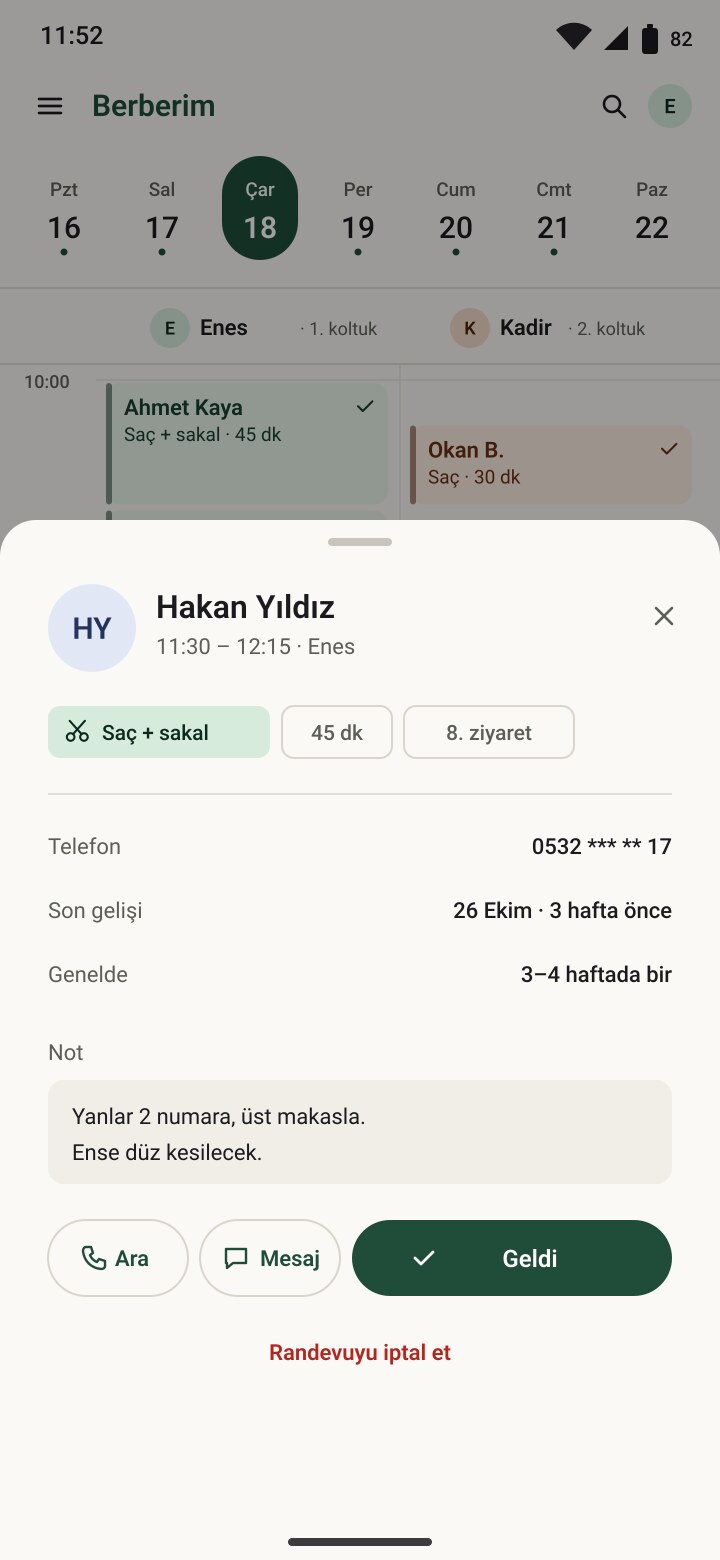 11:52
82
Berberim
E
Pzt Sal Çar Per Cum Cmt Paz
16 17 18 19 20 21 22
E Enes · 1. koltuk K Kadir · 2. koltuk
10:00
Ahmet Kaya
Saç + sakal · 45 dk
Okan B.
Saç · 30 dk
HY
Hakan Yıldız
11:30 – 12:15 · Enes
Saç + sakal 45 dk 8. ziyaret
Telefon 0532 *** ** 17
Son gelişi 26 Ekim · 3 hafta önce
Genelde 3–4 haftada bir
Not
Yanlar 2 numara, üst makasla.
Ense düz kesilecek.
Ara Mesaj Geldi
Randevuyu iptal et